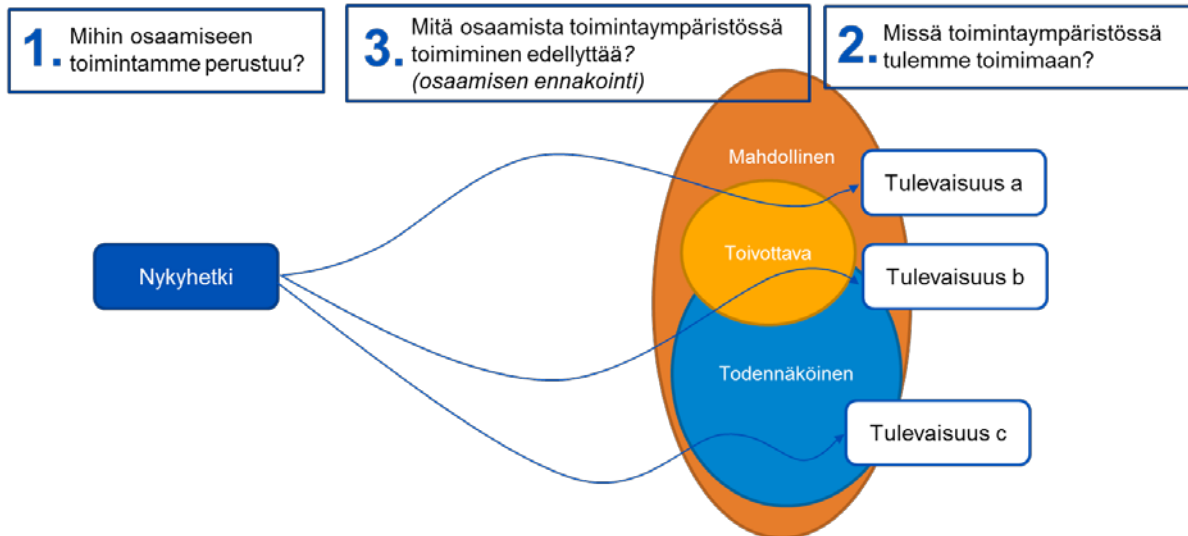 1. Mihin osaamiseen
toimintamme perustuu?
3. Mitä osaamista toimintaympäristössä
toimiminen edellyttää?
(osaamisen ennakointi)
2. Missä toimintaympäristössä
tulemme toimimaan?
Mahdollinen
Tulevaisuus a
Toivottava
Nykyhetki
Tulevaisuus b
Todennäköinen
Tulevaisuus c